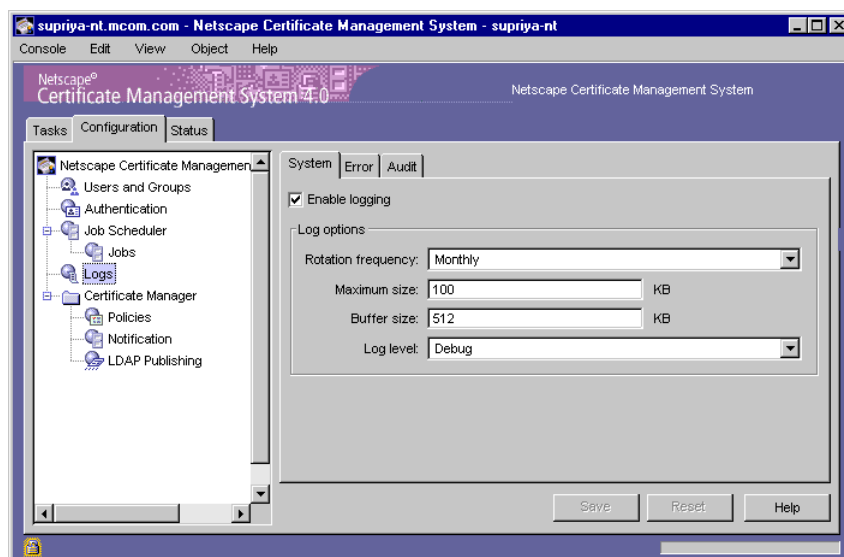 supriya-nt.mcom.com - Netscape Certificate Management System - supriya-nt
Console Edit View Object Help
Netscape®
Certificate Management System 4.0
Netscape Certificate Management System
Tasks Configuration Status
Netscape Certificate Managemen
Users and Groups
Authentication
Job Scheduler
Jobs
Logs
Certificate Manager
Policies
Notification
LDAP Publishing
System Error Audit
Enable logging
Log options
Rotation frequency: Monthly
Maximum size: 100 KB
Buffer size: 512 KB
Log level: Debug
Save Reset Help